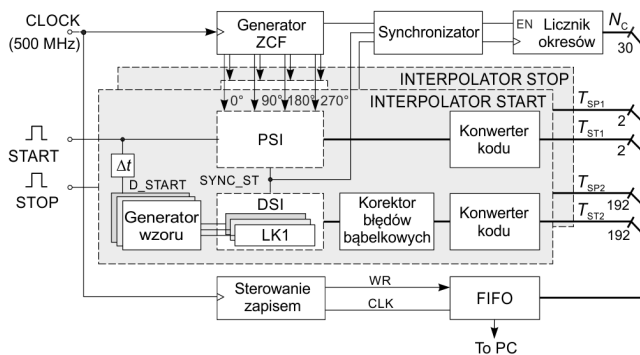 CLOCK
(500 MHz)
Generator
ZCF
Synchronizator
EN
Licznik
okresów
N_C
30
INTERPOLATOR STOP
INTERPOLATOR START
0°
90°
180°
270°
PSI
Konwerter
kodu
T_SP1
2
T_ST1
2
START
STOP
Δt
D_START
SYNC_ST
Generator
wzoru
DSI
LK1
Korektor
błędów
bąbelkowych
Konwerter
kodu
T_SP2
192
T_ST2
192
Sterowanie
zapisem
WR
CLK
FIFO
To PC